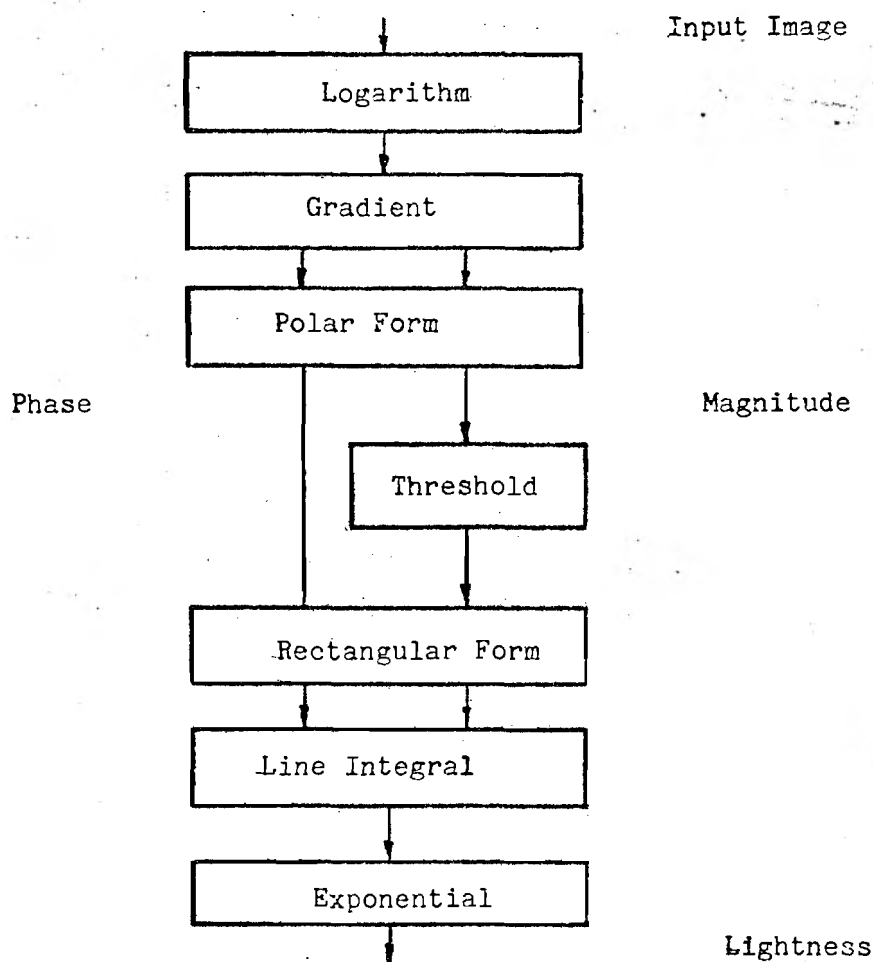 Input Image
Logarithm
Gradient
Polar Form
Phase
Magnitude
Threshold
Rectangular Form
Line Integral
Exponential
Lightness